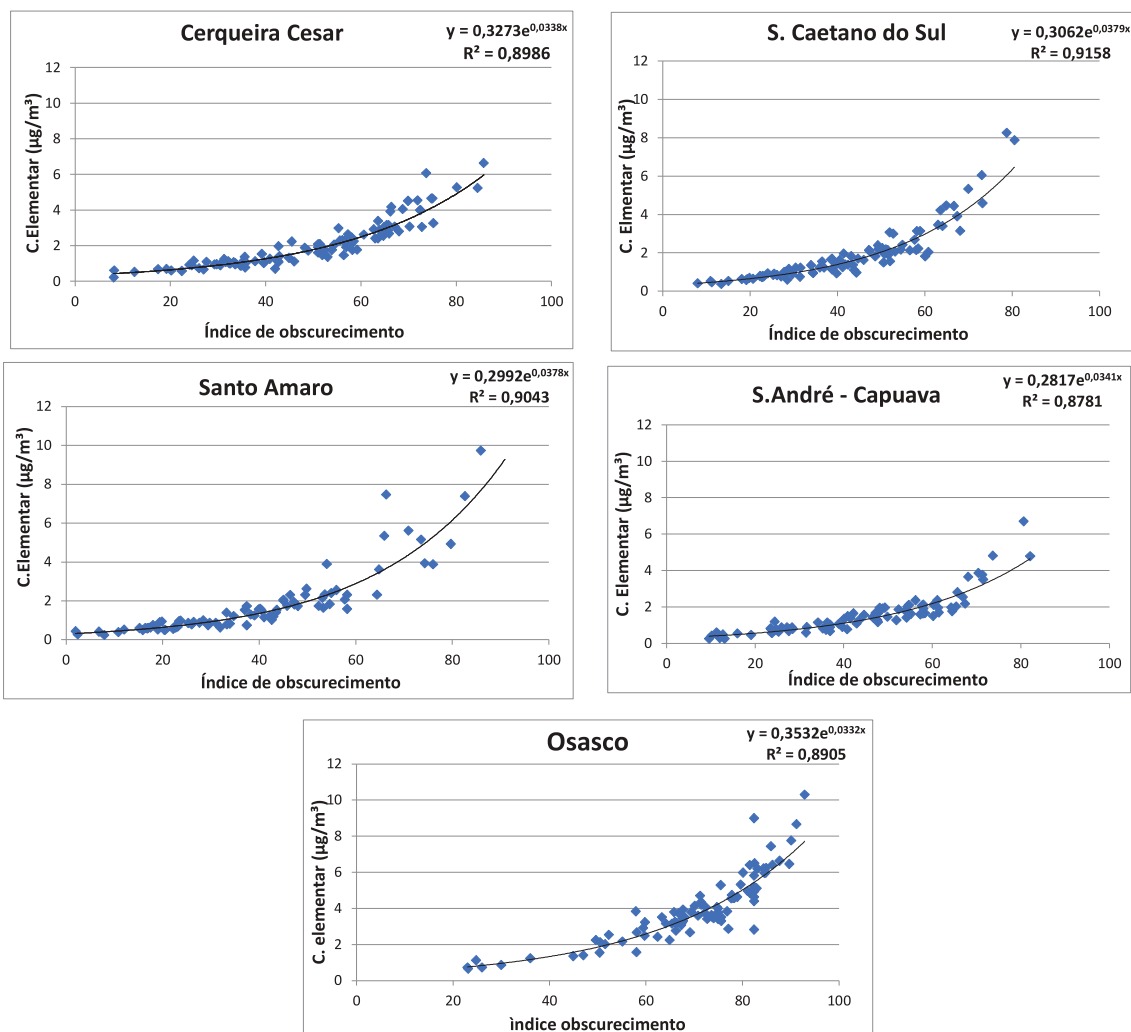 Cerqueira Cesar
y = 0,3273e^0,0338x
R² = 0,8986
C.Elementar (µg/m³)
12
10
8
6
4
2
0
0 20 40 60 80 100
Índice de obscurecimento
S. Caetano do Sul
y = 0,3062e^0,0379x
R² = 0,9158
C. Elmentar (µg/m³)
12
10
8
6
4
2
0
0 20 40 60 80 100
Índice de obscurecimento
Santo Amaro
y = 0,2992e^0,0378x
R² = 0,9043
C.Elementar (µg/m³)
12
10
8
6
4
2
0
0 20 40 60 80 100
Índice de obscurecimento
S.André - Capuava
y = 0,2817e^0,0341x
R² = 0,8781
C. Elementar (µg/m³)
12
10
8
6
4
2
0
0 20 40 60 80 100
Índice de obscurecimento
Osasco
y = 0,3532e^0,0332x
R² = 0,8905
C. elementar (µg/m³)
12
10
8
6
4
2
0
0 20 40 60 80 100
ìndice obscurecimento